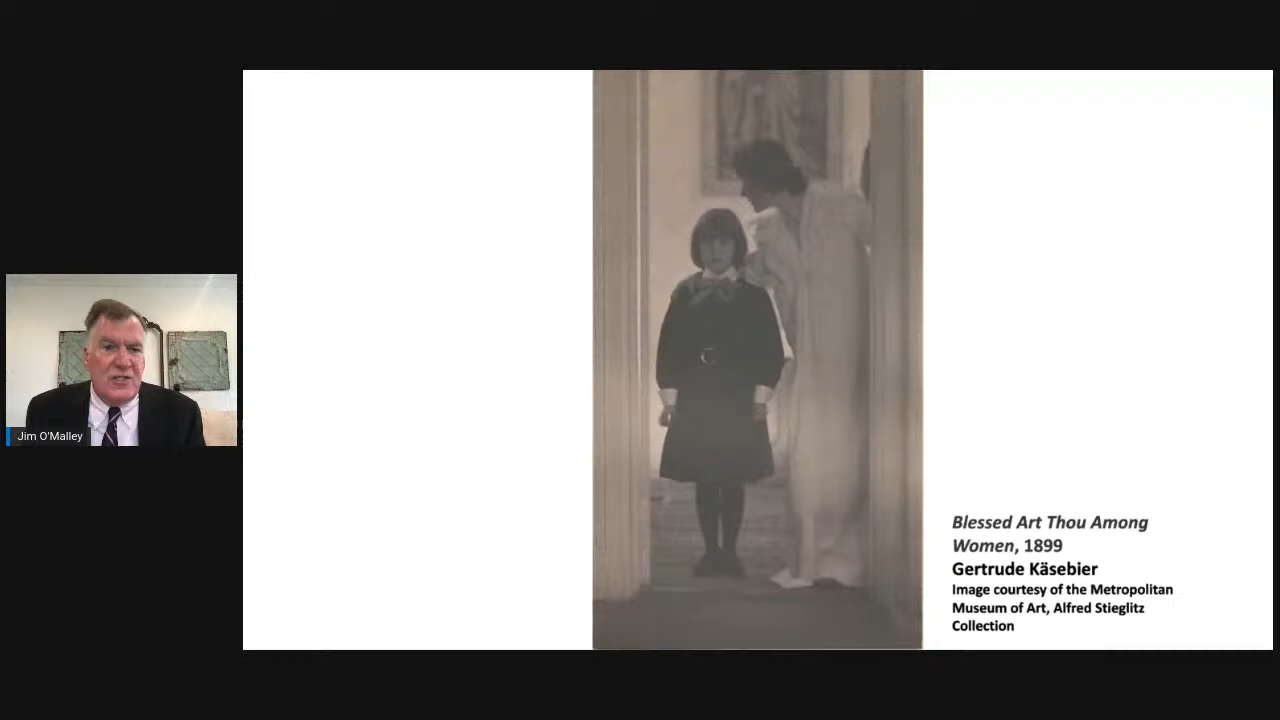 Jim O'Malley
Blessed Art Thou Among
Women, 1899
Gertrude Käsebier
Image courtesy of the Metropolitan
Museum of Art, Alfred Stieglitz
Collection